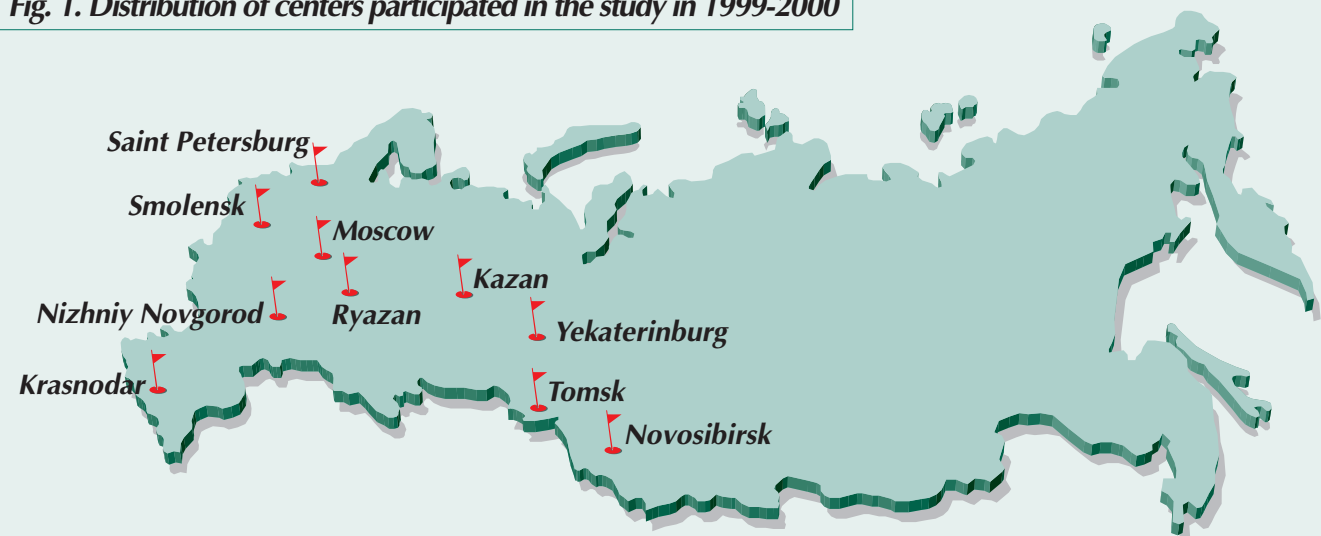 Fig. 1. Distribution of centers participated in the study in 1999-2000
Saint Petersburg
Smolensk
Moscow
Kazan
Nizhniy Novgorod
Ryazan
Yekaterinburg
Krasnodar
Tomsk
Novosibirsk